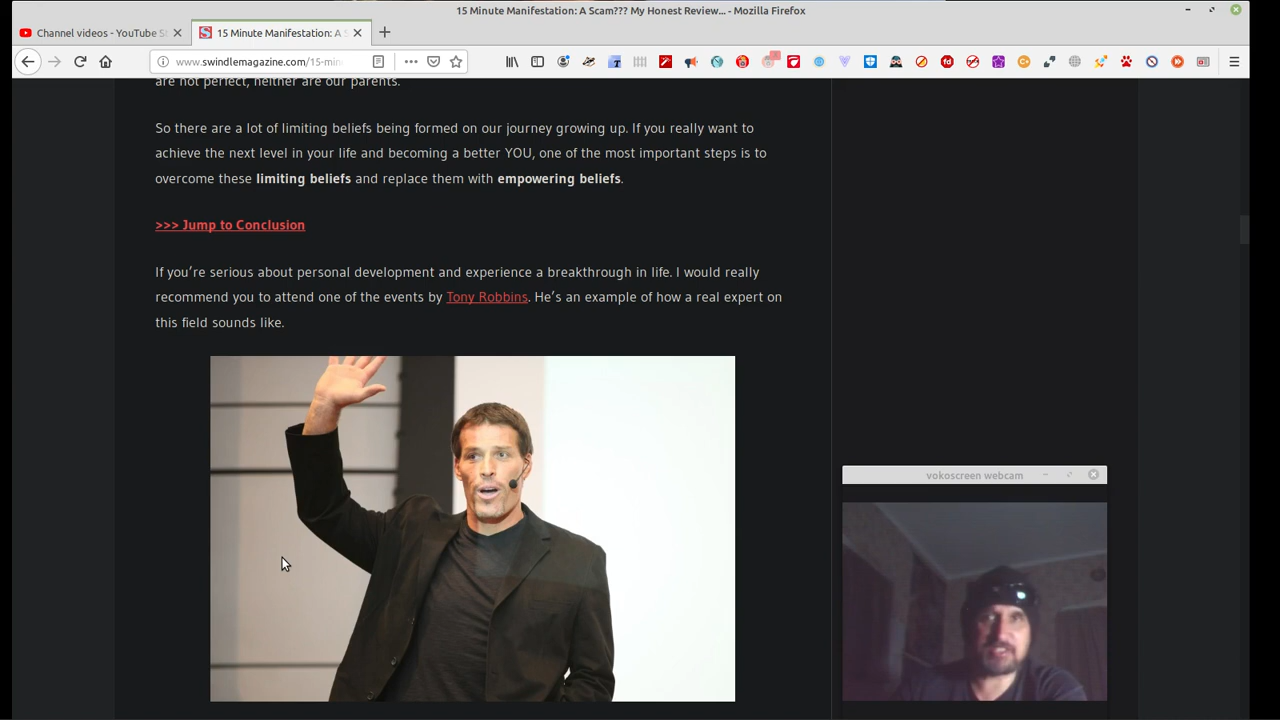 15 Minute Manifestation: A Scam??? My Honest Review... - Mozilla Firefox
Channel videos - YouTube S
15 Minute Manifestation: A S
www.swindlemagazine.com/15-min
are not perfect, neither are our parents.
So there are a lot of limiting beliefs being formed on our journey growing up. If you really want to
achieve the next level in your life and becoming a better YOU, one of the most important steps is to
overcome these limiting beliefs and replace them with empowering beliefs.
>>> Jump to Conclusion
If you’re serious about personal development and experience a breakthrough in life. I would really
recommend you to attend one of the events by Tony Robbins. He’s an example of how a real expert on
this field sounds like.
vokoscreen webcam